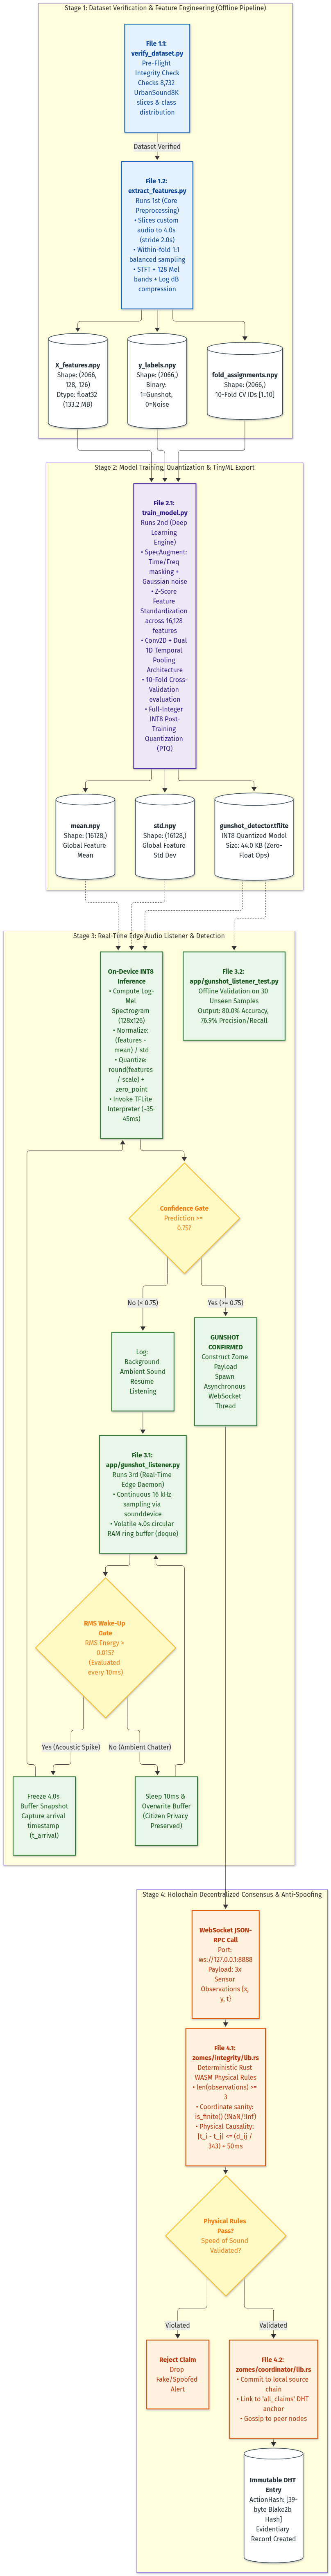 Stage 1: Dataset Verification & Feature Engineering (Offline Pipeline)
File 1.1:
verify_dataset.py
Pre-Flight
Integrity Check
Checks 8,732
UrbanSound8K
slices & class
distribution
Dataset Verified
File 1.2:
extract_features.py
Runs 1st (Core
Preprocessing)
• Slices custom
audio to 4.0s
(stride 2.0s)
• Within-fold 1:1
balanced sampling
• STFT + 128 Mel
bands + Log dB
compression
X_features.npy
Shape: (2066,
128, 126)
Dtype: float32
(133.2 MB)
y_labels.npy
Shape: (2066,)
Binary:
1=Gunshot,
0=Noise
fold_assignments.npy
Shape: (2066,)
10-Fold CV IDs [1..10]
Stage 2: Model Training, Quantization & TinyML Export
File 2.1:
train_model.py
Runs 2nd (Deep
Learning
Engine)
• SpecAugment:
Time/Freq
masking +
Gaussian noise
• Z-Score
Feature
Standardization
across 16,128
features
• Conv2D + Dual
1D Temporal
Pooling
Architecture
• 10-Fold Cross-
Validation
evaluation
• Full-Integer
INT8 Post-
Training
Quantization
(PTQ)
mean.npy
Shape: (16128,)
Global Feature
Mean
std.npy
Shape: (16128,)
Global Feature
Std Dev
gunshot_detector.tflite
INT8 Quantized Model
Size: 44.0 KB (Zero-
Float Ops)
Stage 3: Real-Time Edge Audio Listener & Detection
On-Device INT8
Inference
• Compute Log-
Mel
Spectrogram
(128x126)
• Normalize:
(features -
mean) / std
• Quantize:
round(features
/ scale) +
zero_point
• Invoke TFLite
Interpreter (~35-
45ms)
File 3.2:
app/gunshot_listener_test.py
Offline Validation on 30
Unseen Samples
Output: 80.0% Accuracy,
76.9% Precision/Recall
Confidence Gate
Prediction >=
0.75?
No (< 0.75)
Yes (>= 0.75)
Log:
Background
Ambient Sound
Resume
Listening
GUNSHOT
CONFIRMED
Construct Zome
Payload
Spawn
Asynchronous
WebSocket
Thread
File 3.1:
app/gunshot_listener.py
Runs 3rd (Real-Time
Edge Daemon)
• Continuous 16 kHz
sampling via
sounddevice
• Volatile 4.0s circular
RAM ring buffer (deque)
RMS Wake-Up
Gate
RMS Energy >
0.015?
(Evaluated
every 10ms)
Yes (Acoustic Spike)
No (Ambient Chatter)
Freeze 4.0s
Buffer Snapshot
Capture arrival
timestamp
(t_arrival)
Sleep 10ms &
Overwrite Buffer
(Citizen Privacy
Preserved)
Stage 4: Holochain Decentralized Consensus & Anti-Spoofing
WebSocket JSON-
RPC Call
Port:
ws://127.0.0.1:8888
Payload: 3x
Sensor
Observations {x,
y, t}
File 4.1:
zomes/integrity/lib.rs
Deterministic Rust
WASM Physical Rules
• len(observations) >=
3
• Coordinate sanity:
is_finite() (!NaN/!Inf)
• Physical Causality:
|t_i - t_j| <= (d_ij /
343) + 50ms
Physical Rules
Pass?
Speed of Sound
Validated?
Violated
Validated
Reject Claim
Drop
Fake/Spoofed
Alert
File 4.2:
zomes/coordinator/lib.rs
• Commit to local source
chain
• Link to 'all_claims' DHT
anchor
• Gossip to peer nodes
Immutable DHT
Entry
ActionHash: [39-
byte Blake2b
Hash]
Evidentiary
Record Created